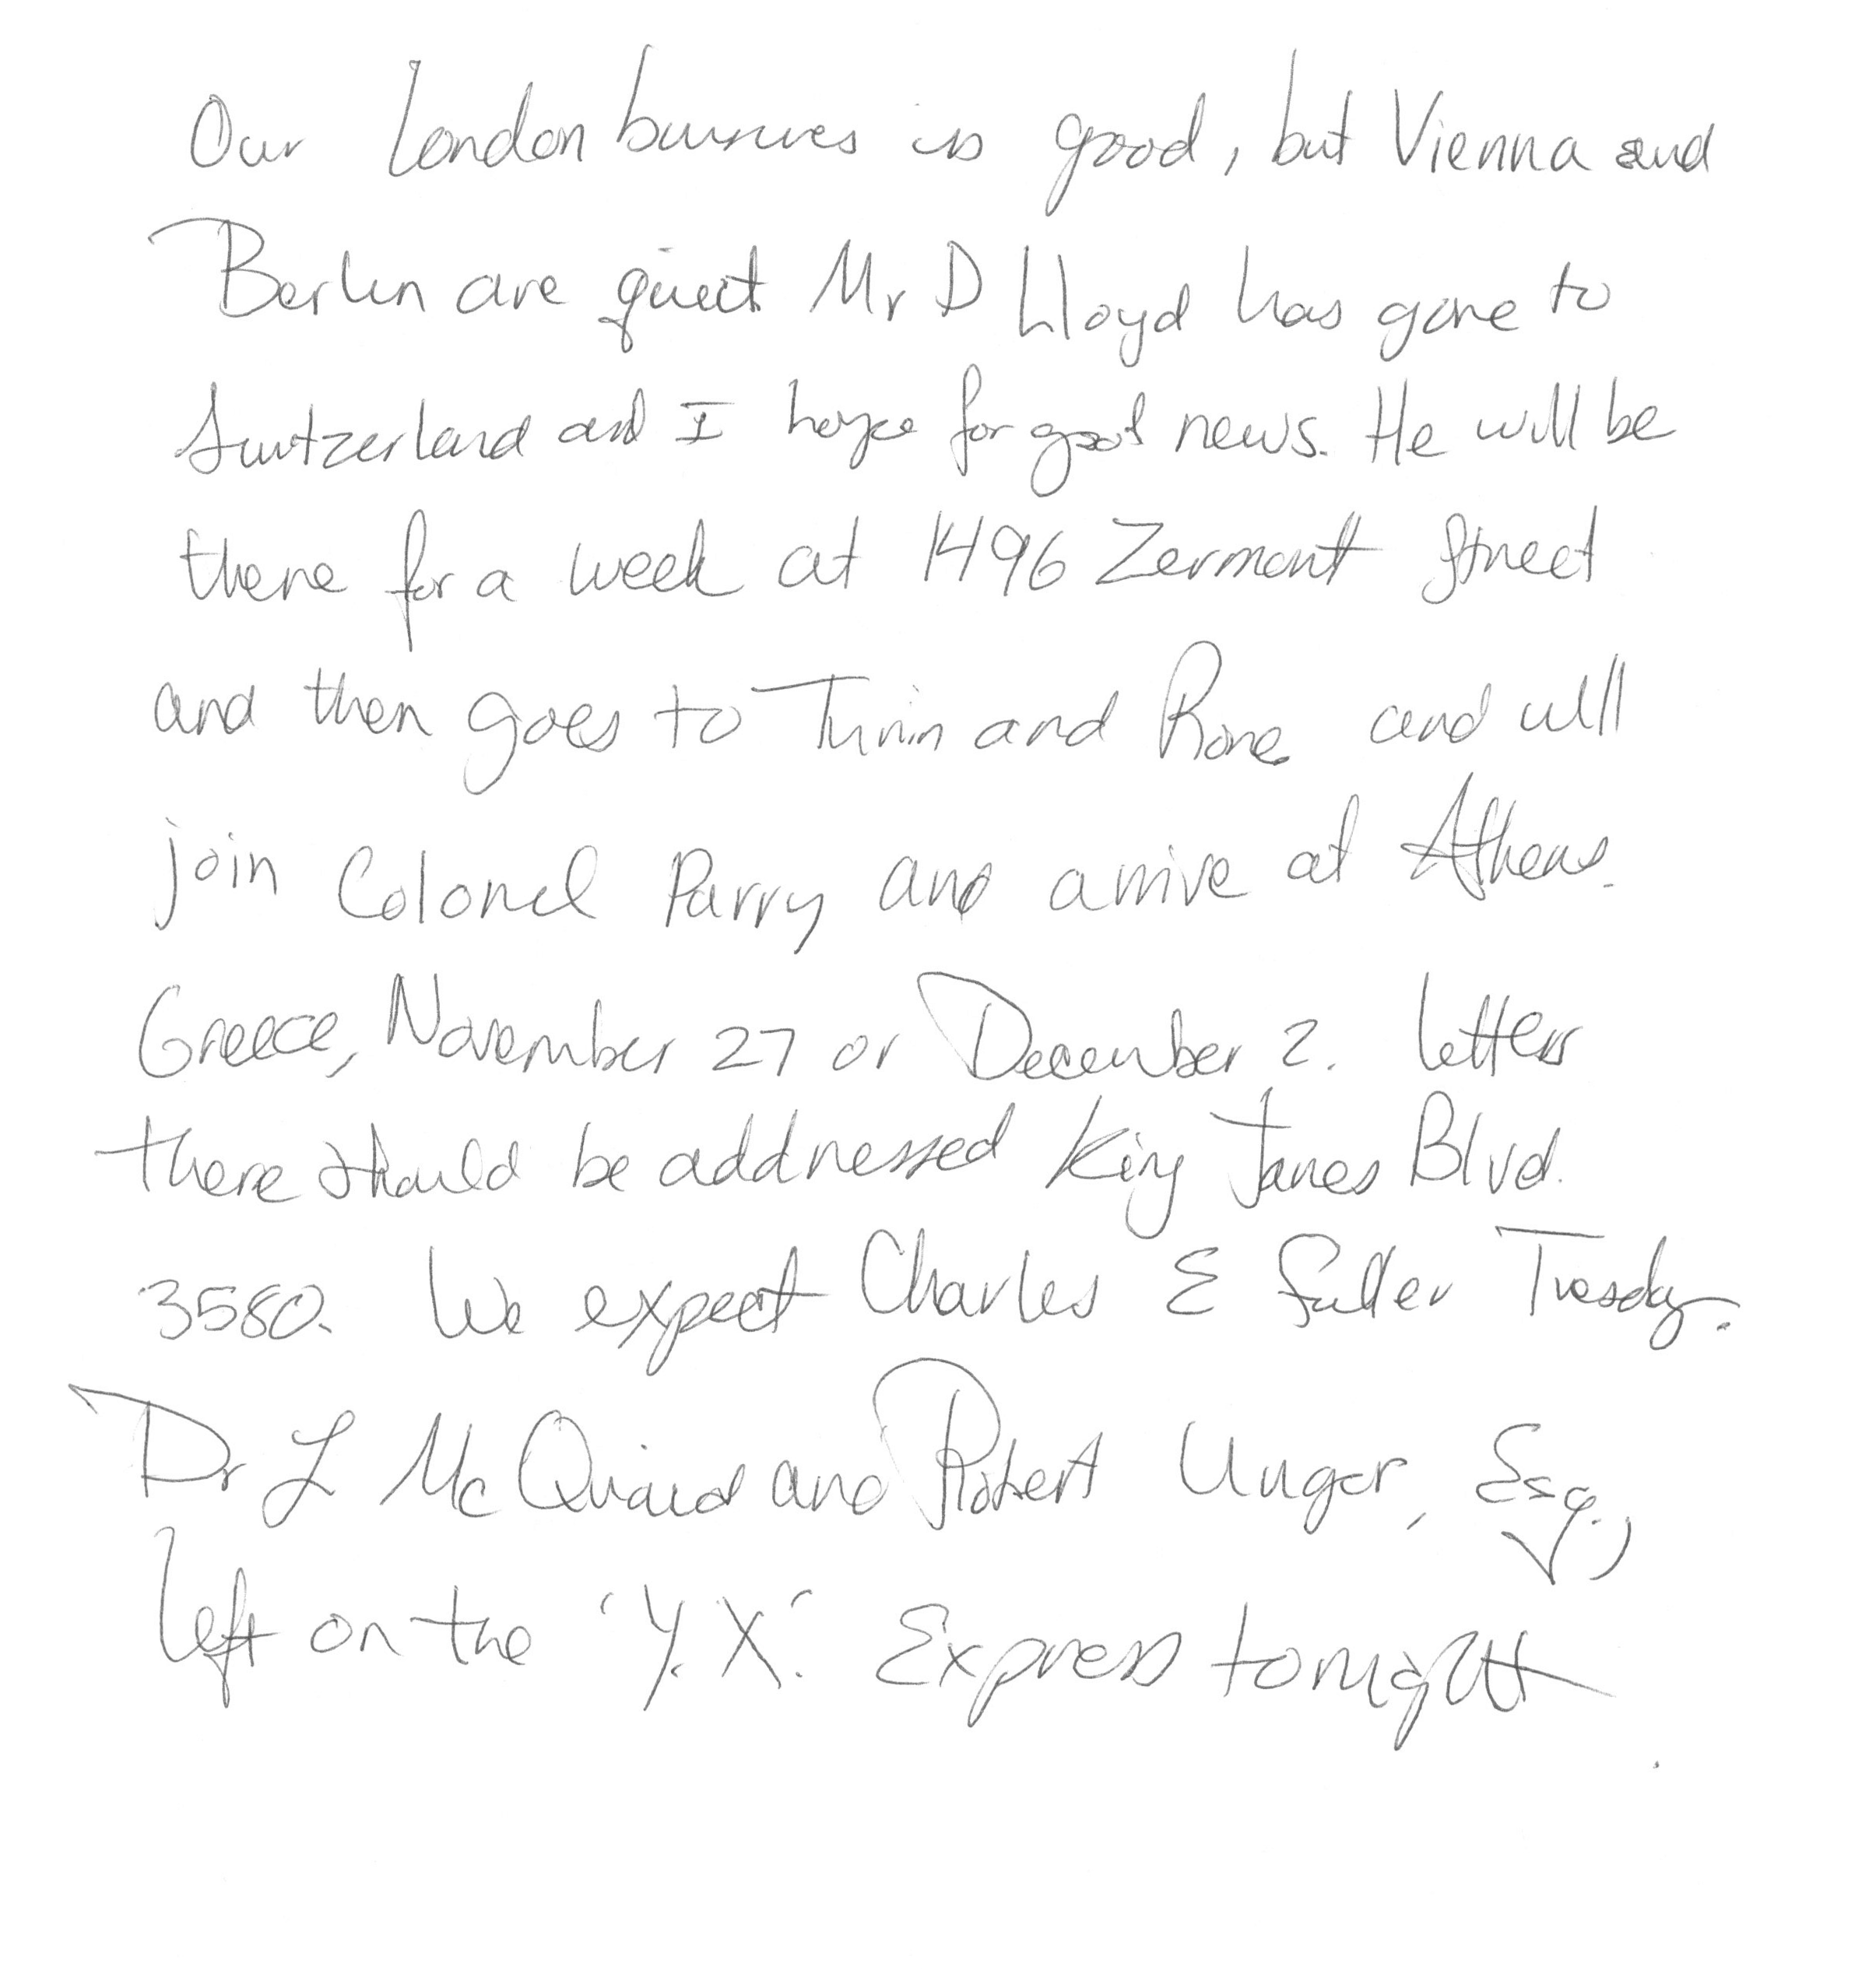 Our London business is good, but Vienna and
Berlin are quiet. Mr D Lloyd has gone to
Switzerland and I hope for good news. He will be
there for a week at 1496 Zermont Street
and then goes to Turin and Rome and will
join Colonel Parry and arrive at Athens.
Greece, November 27 or December 2. Letters
there should be addressed King James Blvd.
3580. We expect Charles E Fuller Tuesday.
Dr L McQuaid and Robert Unger, Esq.,
left on the 'Y. X.' Express tonight